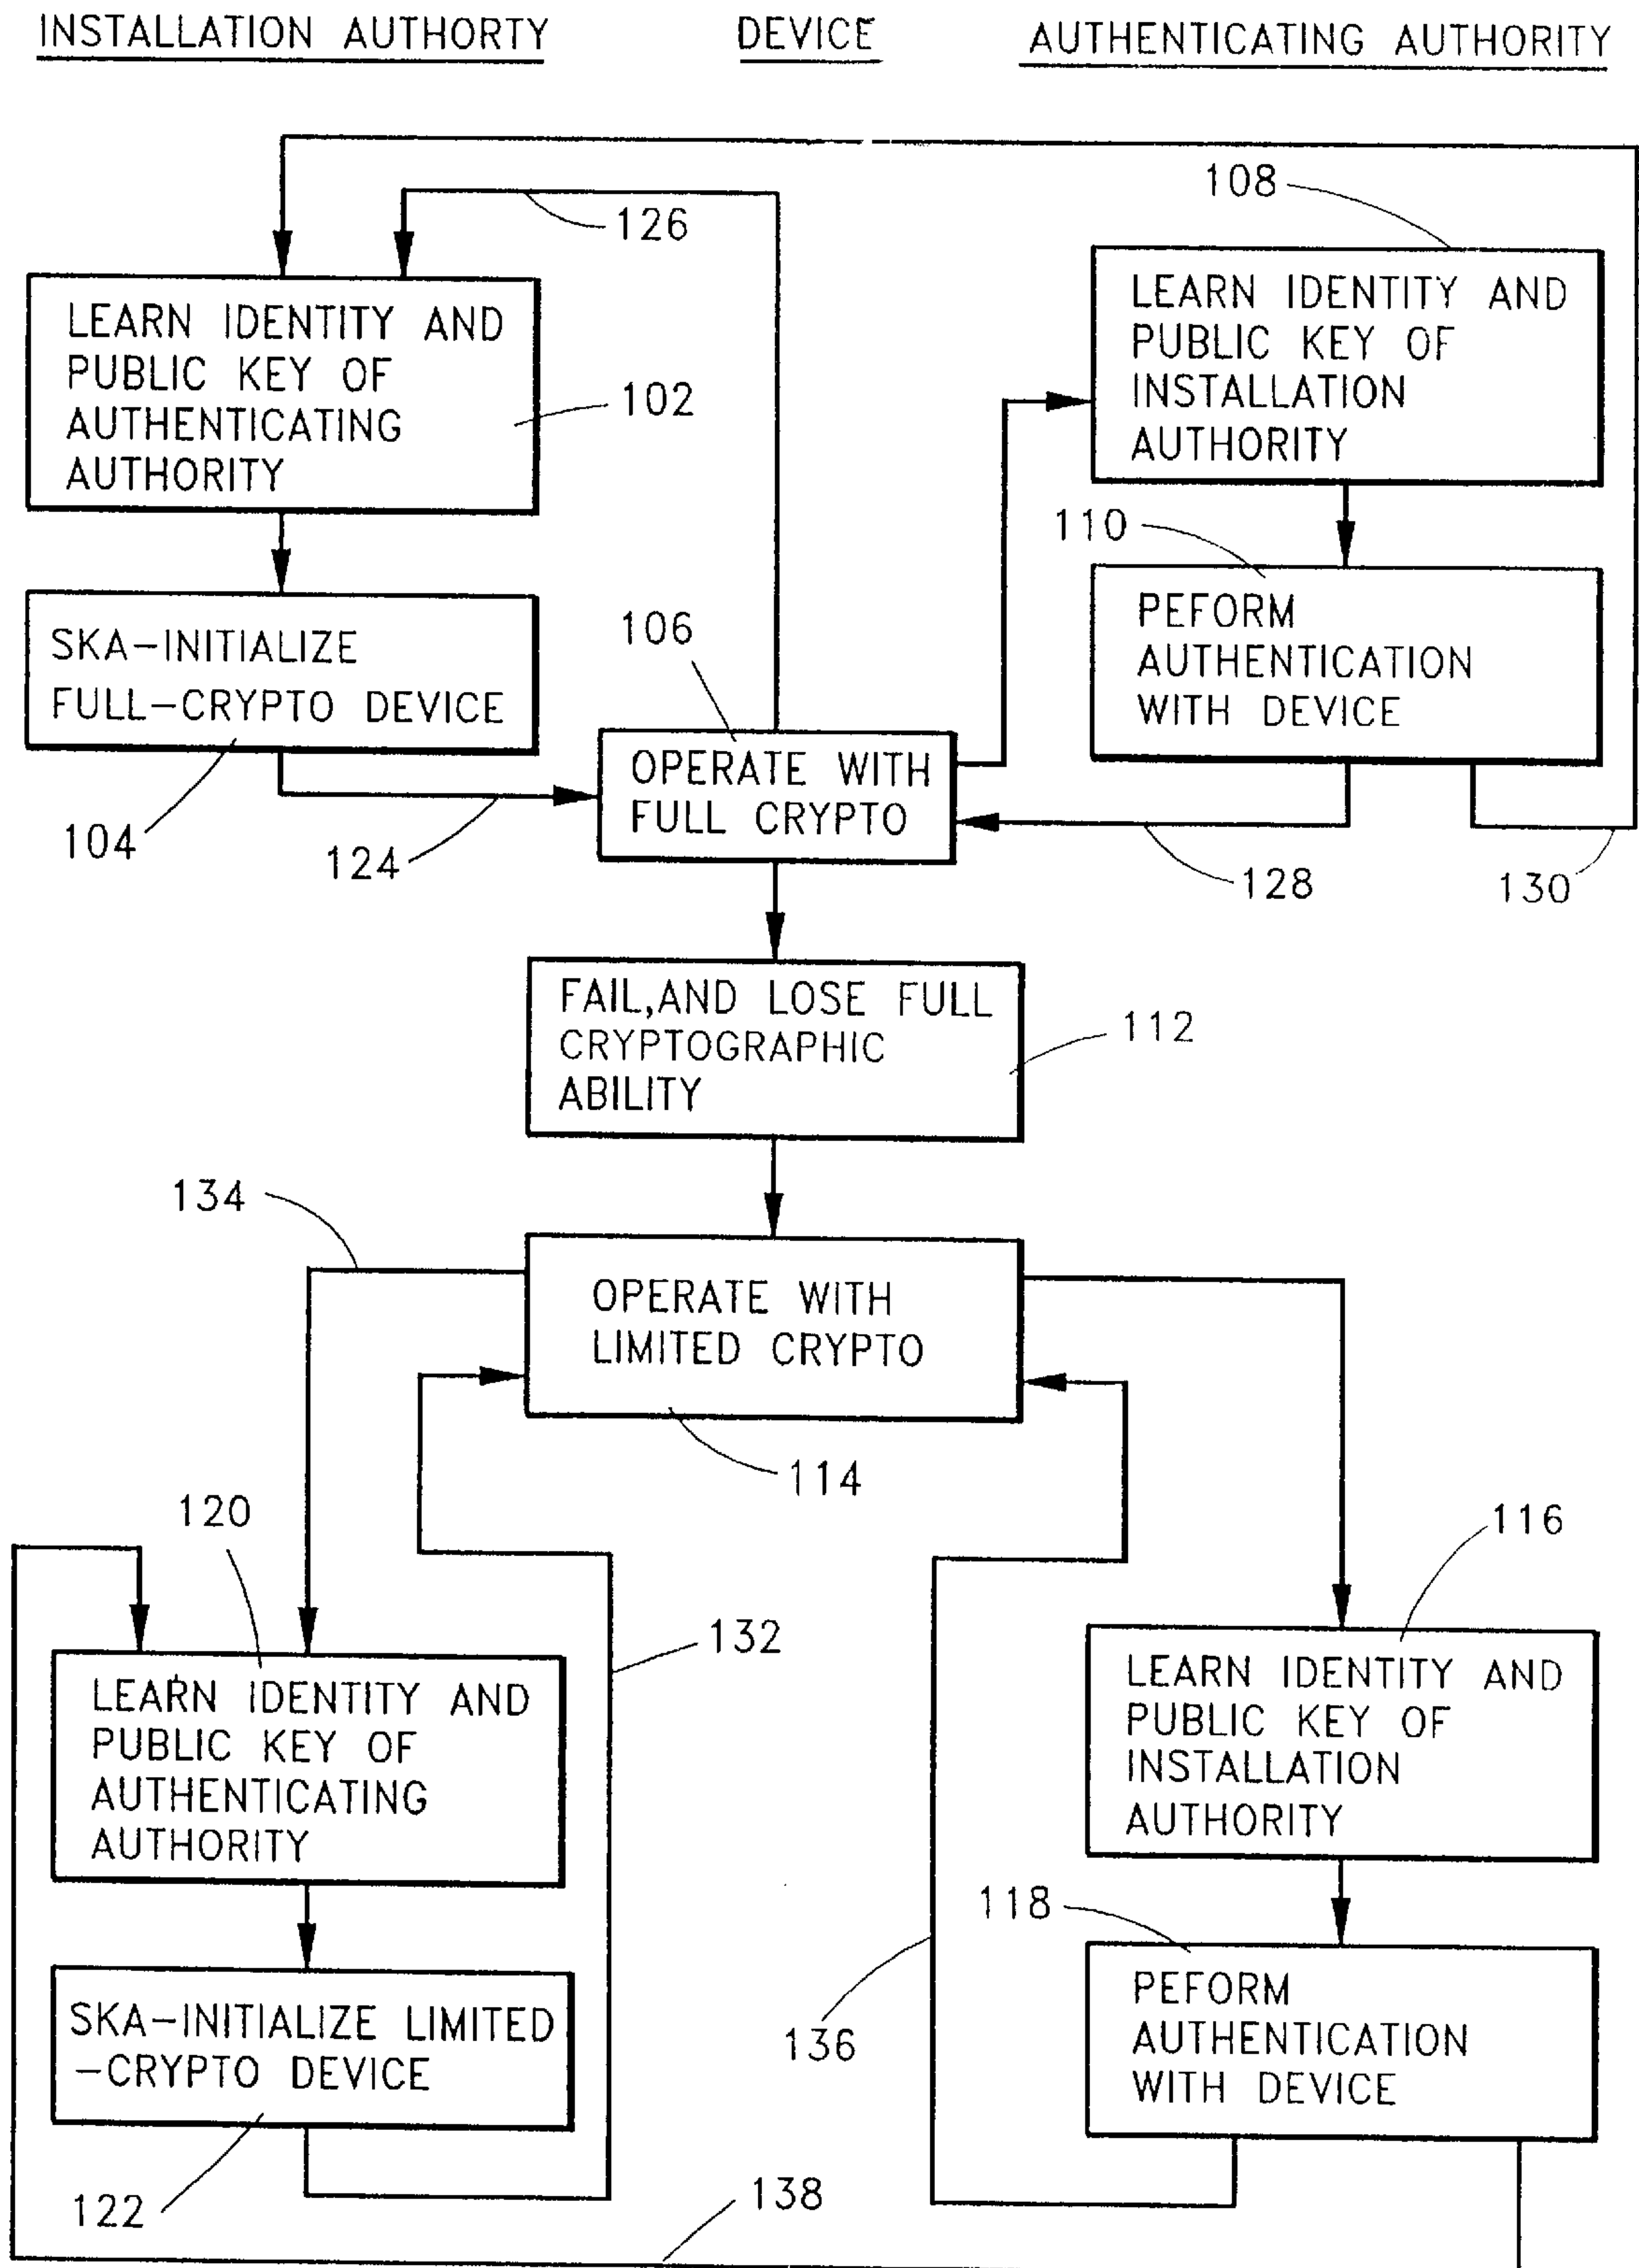 INSTALLATION AUTHORTY
DEVICE
AUTHENTICATING AUTHORITY
108
126
LEARN IDENTITY AND
PUBLIC KEY OF
AUTHENTICATING
AUTHORITY
102
LEARN IDENTITY AND
PUBLIC KEY OF
INSTALLATION
AUTHORITY
110
SKA-INITIALIZE
FULL-CRYPTO DEVICE
106
PEFORM
AUTHENTICATION
WITH DEVICE
OPERATE WITH
FULL CRYPTO
104
124
128
130
FAIL,AND LOSE FULL
CRYPTOGRAPHIC
ABILITY
112
134
OPERATE WITH
LIMITED CRYPTO
114
120
116
132
LEARN IDENTITY AND
PUBLIC KEY OF
AUTHENTICATING
AUTHORITY
LEARN IDENTITY AND
PUBLIC KEY OF
INSTALLATION
AUTHORITY
118
SKA-INITIALIZE LIMITED
-CRYPTO DEVICE
136
PEFORM
AUTHENTICATION
WITH DEVICE
122
138